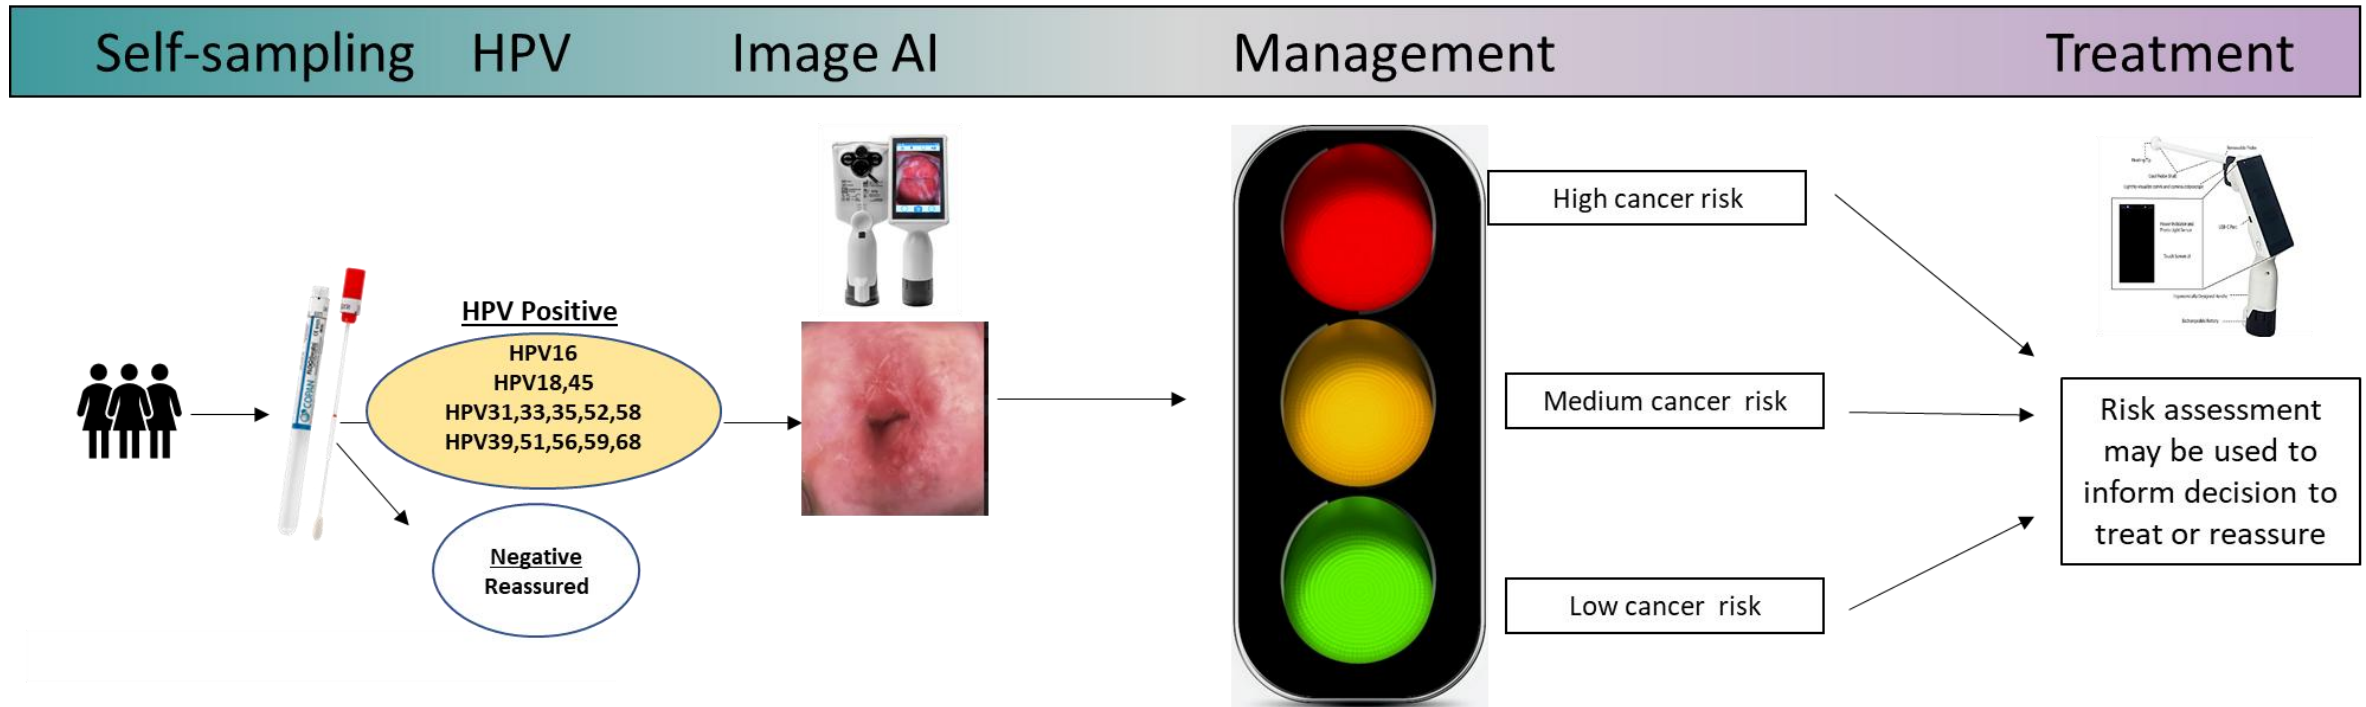 Self-sampling HPV Image AI Management Treatment
HPV Positive
HPV16
HPV18,45
HPV31,33,35,52,58
HPV39,51,56,59,68
Negative
Reassured
COPAN
High cancer risk
Medium cancer risk
Low cancer risk
Risk assessment
may be used to
inform decision to
treat or reassure